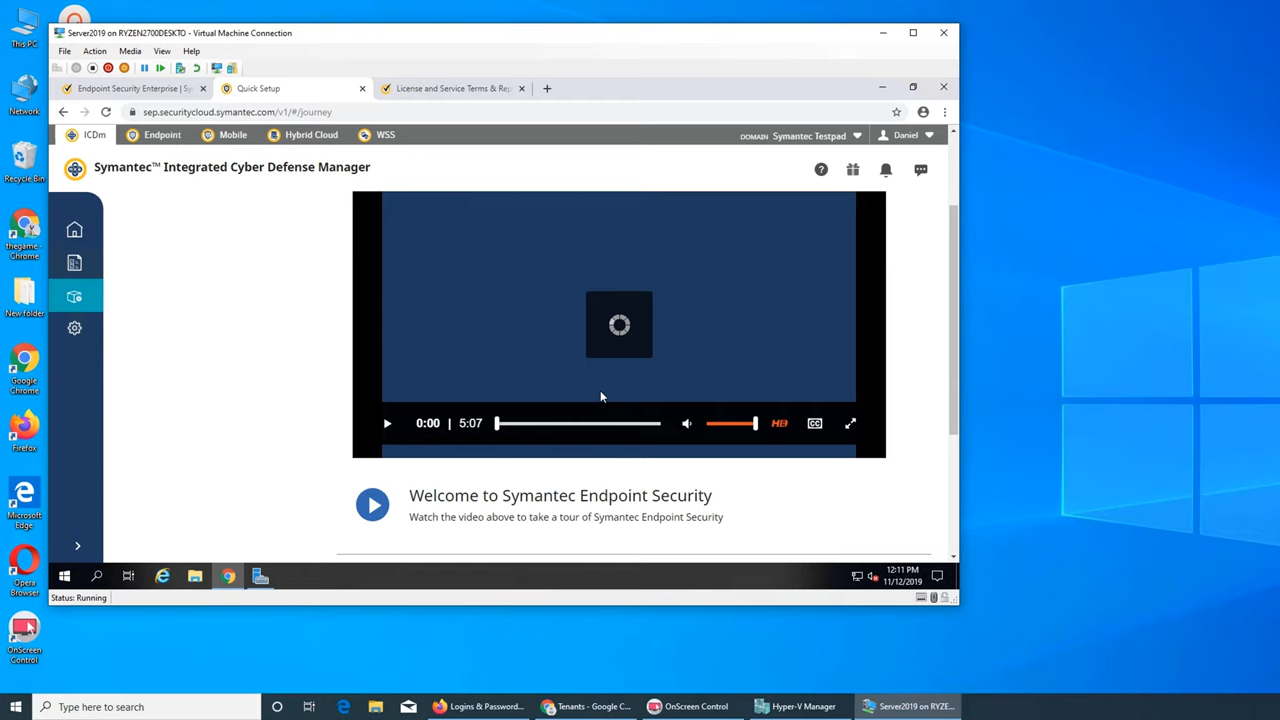 This PC
Network
Recycle Bin
thegame -
Chrome
New folder
Google
Chrome
Firefox
Microsoft
Edge
Opera
Browser
OnScreen
Control
Server2019 on RYZEN2700DESKTO - Virtual Machine Connection
File Action Media View Help
Endpoint Security Enterprise | Sy
Quick Setup
License and Service Terms & Rep
sep.securitycloud.symantec.com/v1/#/journey
ICDm Endpoint Mobile Hybrid Cloud WSS DOMAIN Symantec Testpad Daniel
Symantec™ Integrated Cyber Defense Manager
0:00 | 5:07 HD CC
Welcome to Symantec Endpoint Security
Watch the video above to take a tour of Symantec Endpoint Security
12:11 PM
11/12/2019
Status: Running
Type here to search
Logins & Password...
Tenants - Google C...
OnScreen Control
Hyper-V Manager
Server2019 on RYZE...